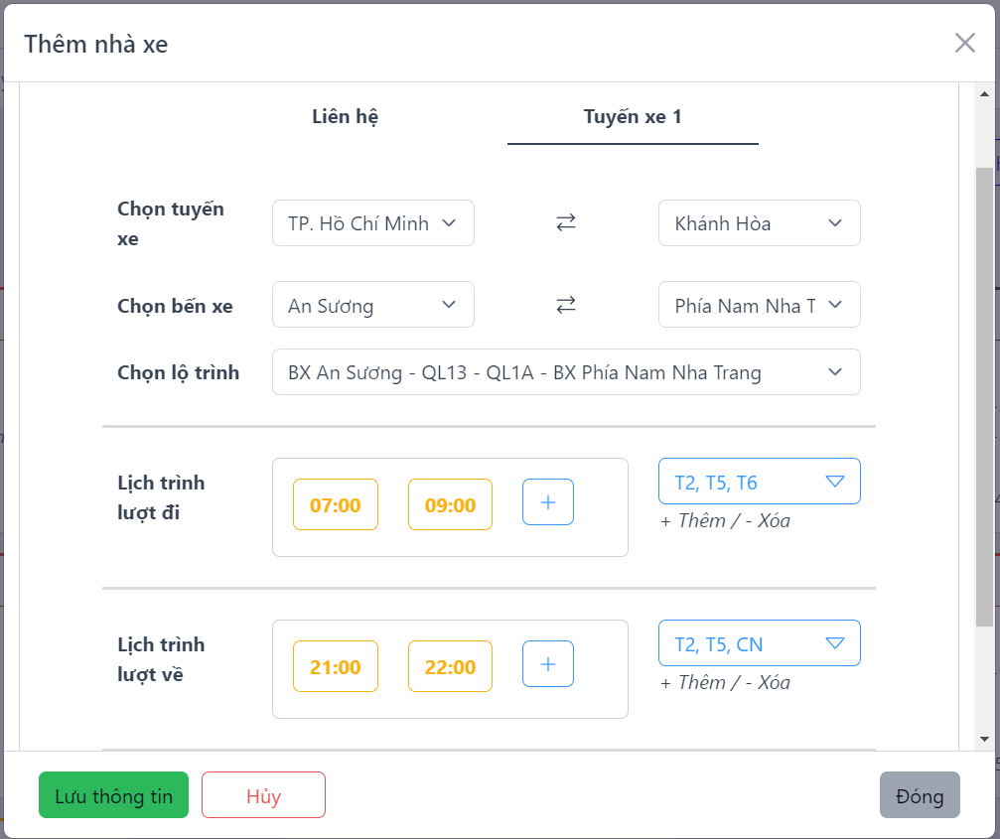 Thêm nhà xe
Liên hệ
Tuyến xe 1
Chọn tuyến xe
TP. Hồ Chí Minh
Khánh Hòa
Chọn bến xe
An Sương
Phía Nam Nha T
Chọn lộ trình
BX An Sương - QL13 - QL1A - BX Phía Nam Nha Trang
Lịch trình lượt đi
07:00
09:00
+
T2, T5, T6
+ Thêm / - Xóa
Lịch trình lượt về
21:00
22:00
+
T2, T5, CN
+ Thêm / - Xóa
Lưu thông tin
Hủy
Đóng